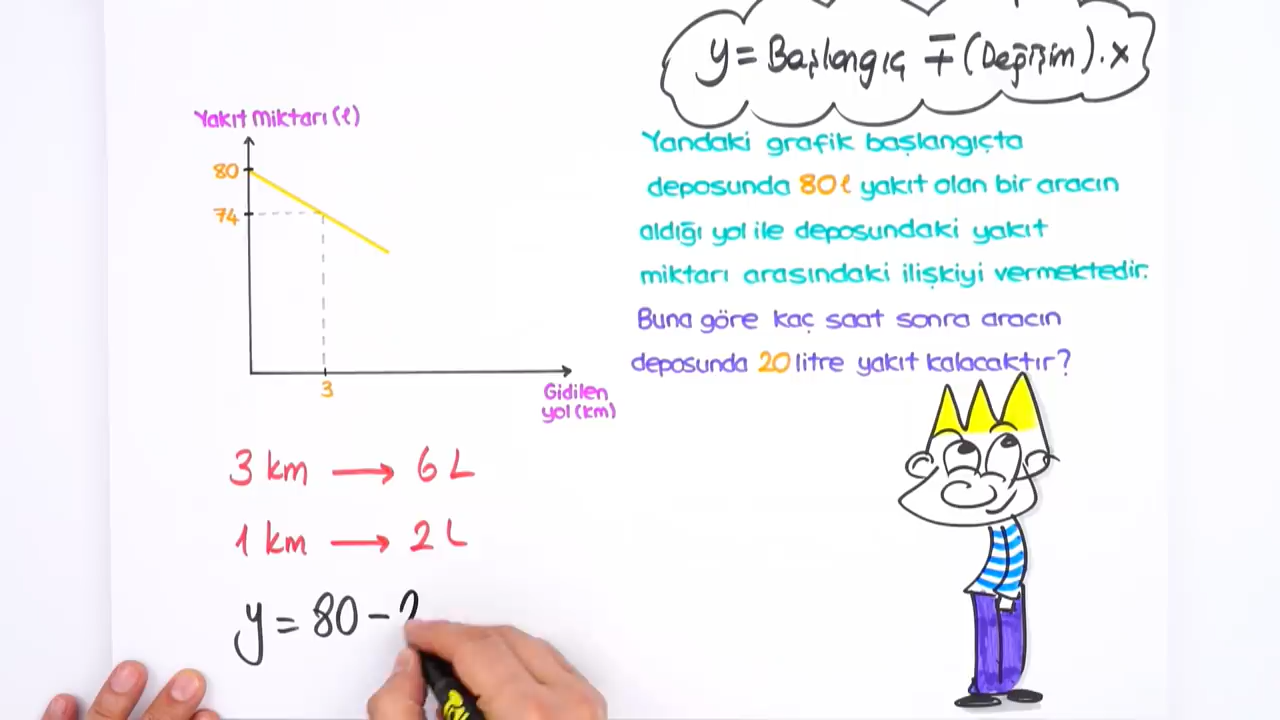 y = Başlangıç ∓ (Değişim) . x
Yakıt Miktarı (ℓ)
80
74
3
Gidilen
yol (km)
Yandaki grafik başlangıçta
deposunda 80ℓ yakıt olan bir aracın
aldığı yol ile deposundaki yakıt
miktarı arasındaki ilişkiyi vermektedir.
Buna göre kaç saat sonra aracın
deposunda 20 litre yakıt kalacaktır?
3 km → 6 L
1 km → 2 L
y = 80 - 2